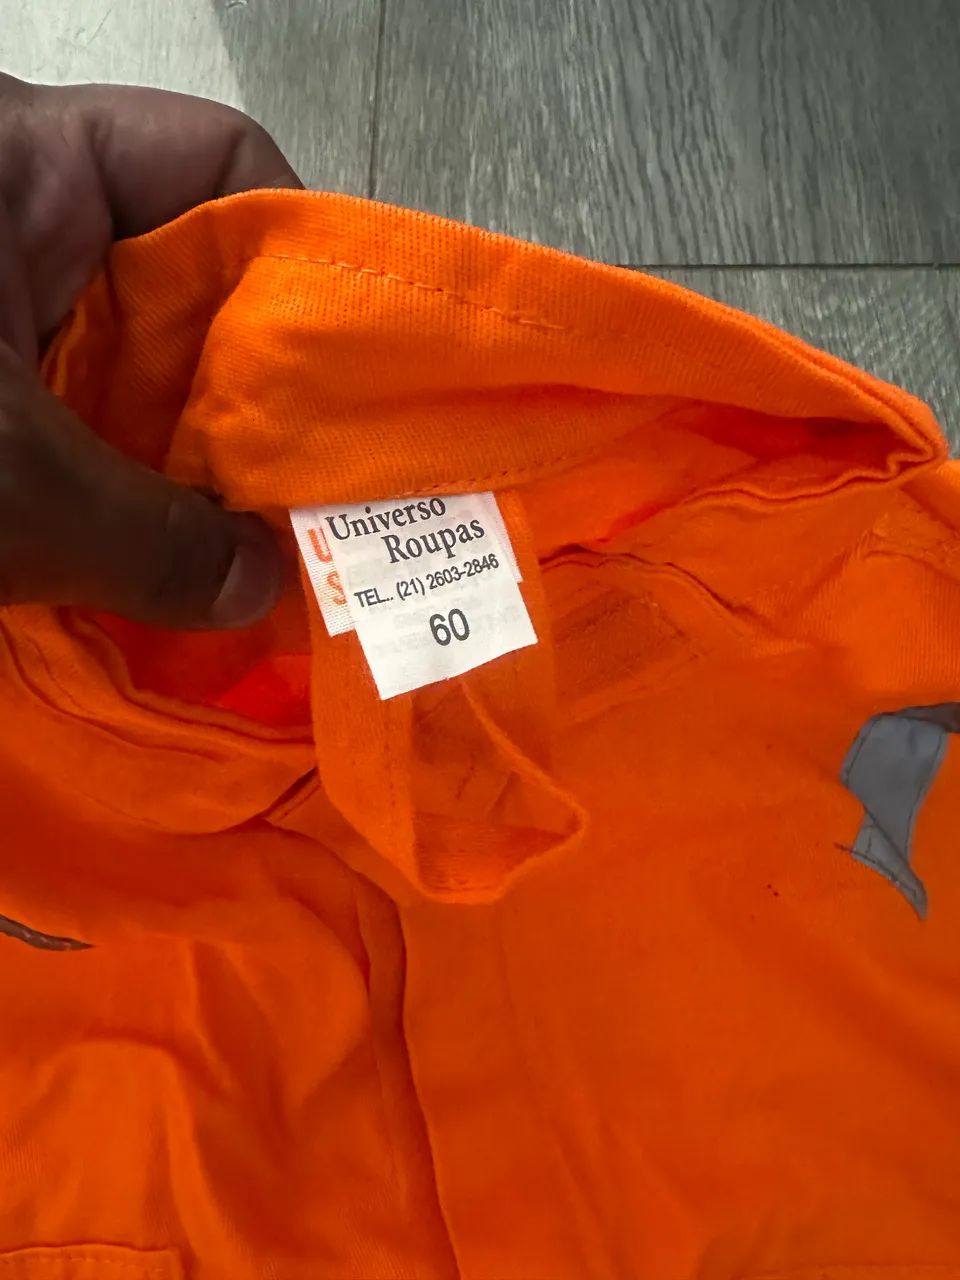 Universo
Roupas
TEL.. (21) 2603-2846
60
U
S